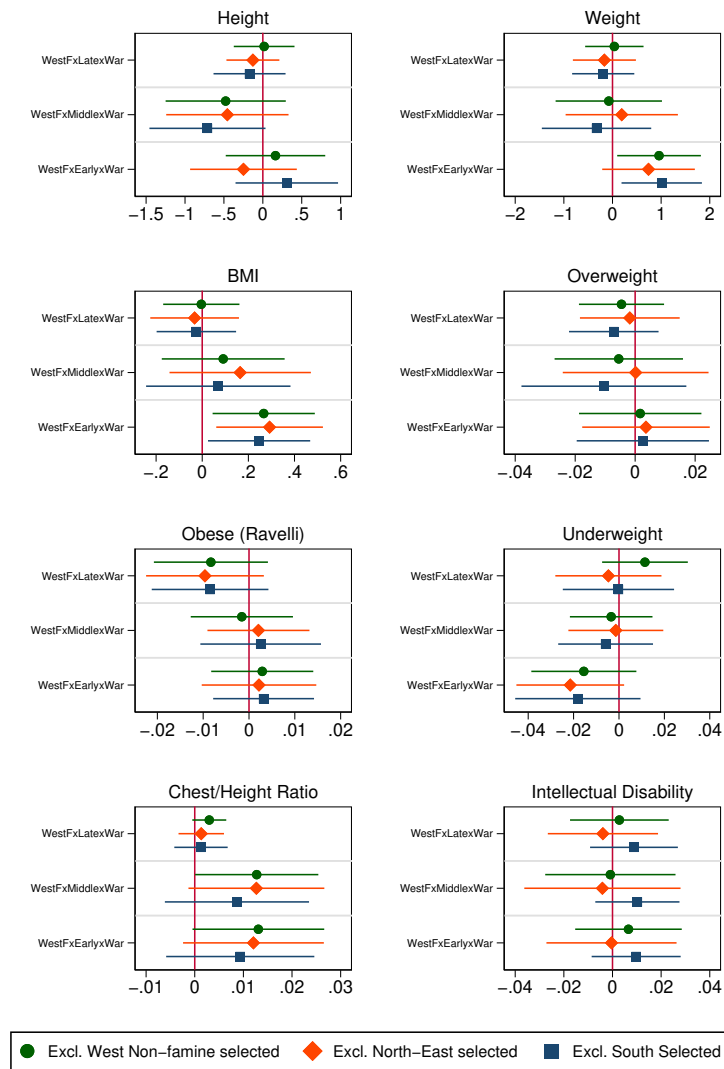 Height
WestFxLatexWar
WestFxMiddlexWar
WestFxEarlyxWar
−1.5 −1 −.5 0 .5 1
Weight
WestFxLatexWar
WestFxMiddlexWar
WestFxEarlyxWar
−2 −1 0 1 2
BMI
WestFxLatexWar
WestFxMiddlexWar
WestFxEarlyxWar
−.2 0 .2 .4 .6
Overweight
WestFxLatexWar
WestFxMiddlexWar
WestFxEarlyxWar
−.04 −.02 0 .02
Obese (Ravelli)
WestFxLatexWar
WestFxMiddlexWar
WestFxEarlyxWar
−.02 −.01 0 .01 .02
Underweight
WestFxLatexWar
WestFxMiddlexWar
WestFxEarlyxWar
−.04 −.02 0 .02 .04
Chest/Height Ratio
WestFxLatexWar
WestFxMiddlexWar
WestFxEarlyxWar
−.01 0 .01 .02 .03
Intellectual Disability
WestFxLatexWar
WestFxMiddlexWar
WestFxEarlyxWar
−.04 −.02 0 .02 .04
Excl. West Non−famine selected Excl. North−East selected Excl. South Selected